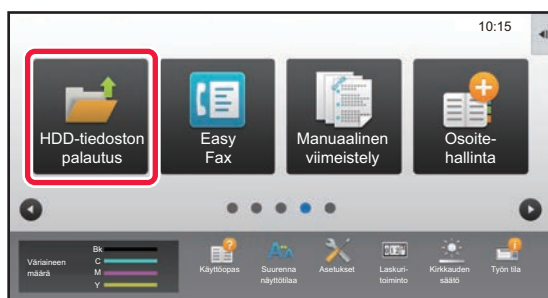 10:15
HDD-tiedoston
palautus
Easy
Fax
Manuaalinen
viimeistely
Osoite-
hallinta
Väriaineen
määrä
Bk
C
M
Y
Käyttöopas
Suurenna
näyttötilaa
Asetukset
Laskuri-
toiminto
Kirkkauden
säätö
Työn tila